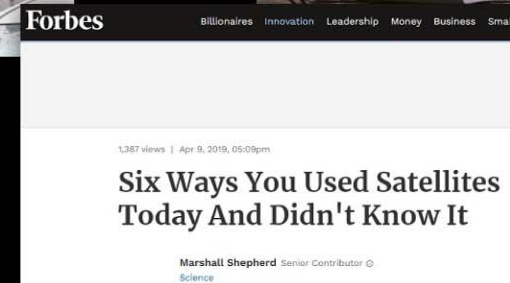 Forbes Billionaires Innovation Leadership Money Business
1,387 views | Apr 9, 2019, 05:09pm
Six Ways You Used Satellites
Today And Didn't Know It
Marshall Shepherd Senior Contributor
Science